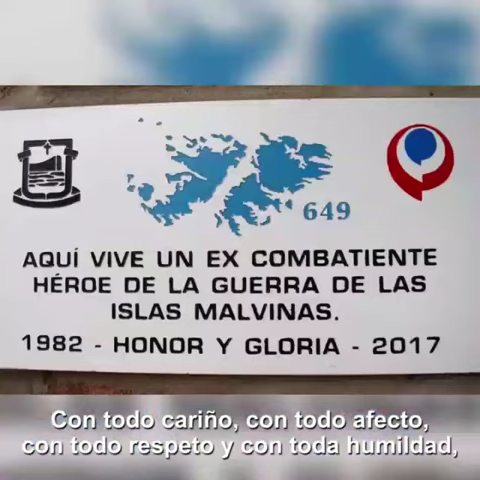 649
AQUÍ VIVE UN EX COMBATIENTE
HÉROE DE LA GUERRA DE LAS
ISLAS MALVINAS.
1982 - HONOR Y GLORIA - 2017
Con todo cariño, con todo afecto,
con todo respeto y con toda humildad,